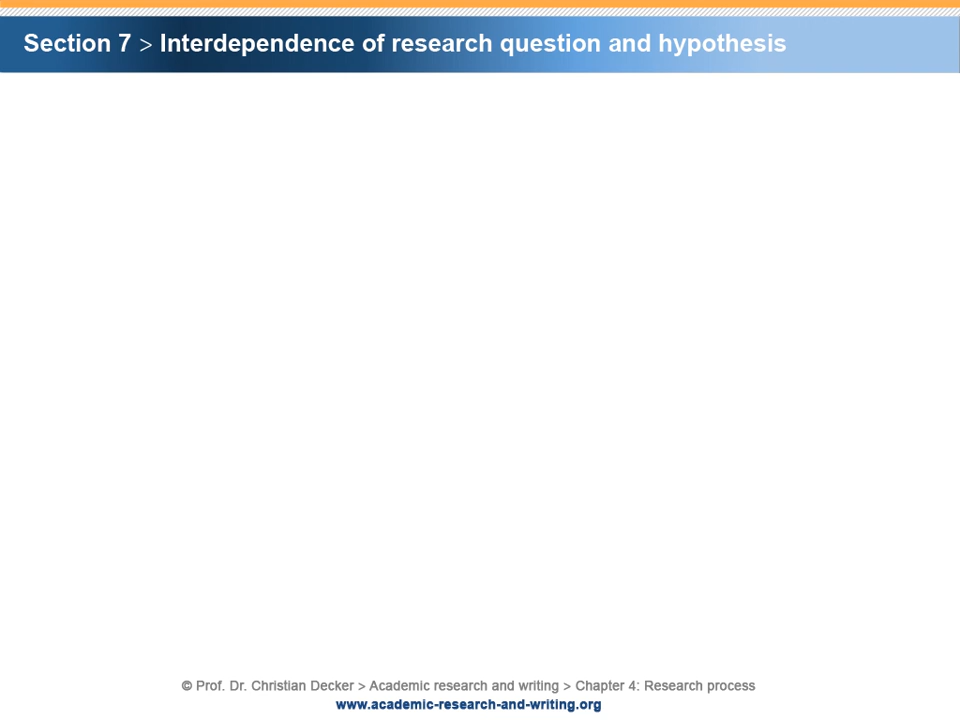 Section 7 > Interdependence of research question and hypothesis
© Prof. Dr. Christian Decker > Academic research and writing > Chapter 4: Research process
www.academic-research-and-writing.org